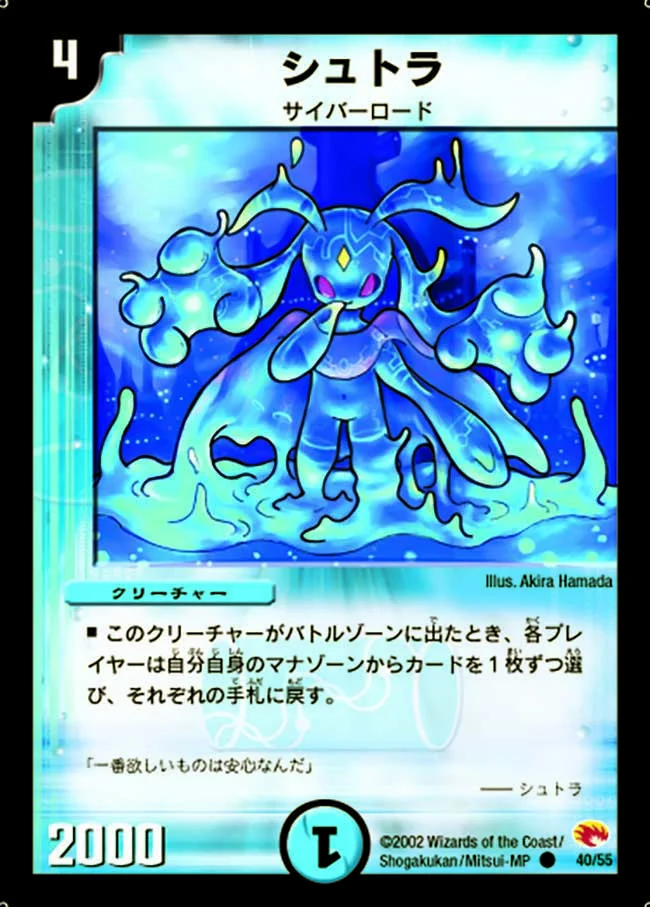 4
シュトラ
サイバーロード
Illus. Akira Hamada
クリーチャー
■ このクリーチャーがバトルゾーンに出たとき、各プレ
イヤーは自分自身のマナゾーンからカードを1枚ずつ選
び、それぞれの手札に戻す。
「一番欲しいものは安心なんだ」
—— シュトラ
2000
1
©2002 Wizards of the Coast/
Shogakukan/Mitsui-MP ● 40/55